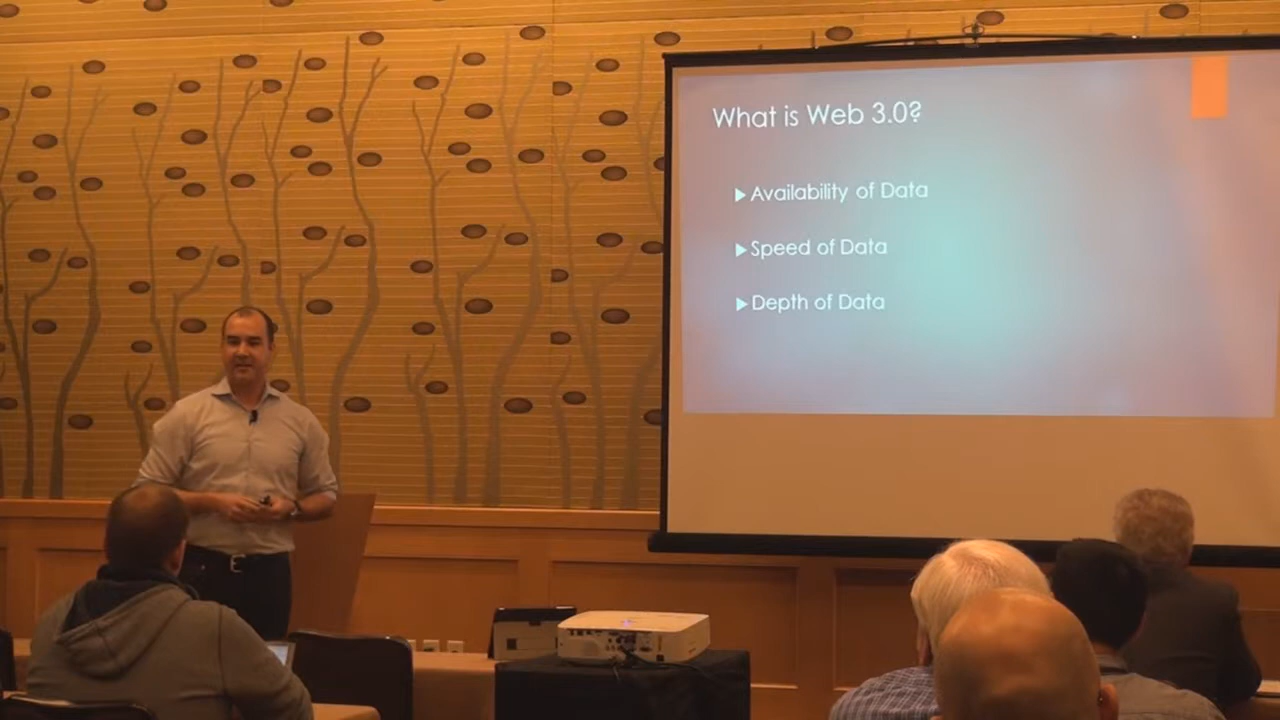 What is Web 3.0?
Availability of Data
Speed of Data
Depth of Data